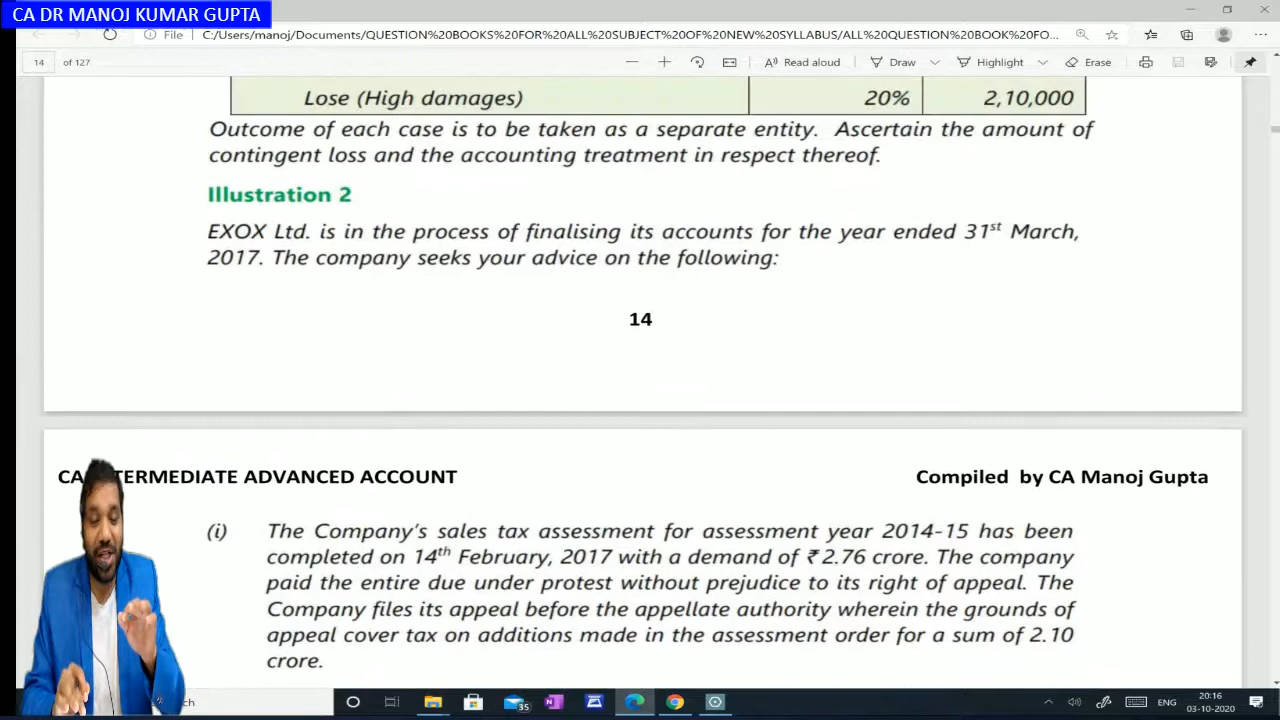 CA DR MANOJ KUMAR GUPTA
File C:/Users/manoj/Documents/QUESTION%20BOOKS%20FOR%20ALL%20SUBJECT%20OF%20NEW%20SYLLABUS/ALL%20QUESTION%20BOOK%20FO...
14 of 127 Read aloud Draw Highlight Erase
Lose (High damages) 20% 2,10,000
Outcome of each case is to be taken as a separate entity. Ascertain the amount of
contingent loss and the accounting treatment in respect thereof.
Illustration 2
EXOX Ltd. is in the process of finalising its accounts for the year ended 31st March,
2017. The company seeks your advice on the following:
14
TERMEDIATE ADVANCED ACCOUNT Compiled by CA Manoj Gupta
(i) The Company's sales tax assessment for assessment year 2014-15 has been
completed on 14th February, 2017 with a demand of ₹ 2.76 crore. The company
paid the entire due under protest without prejudice to its right of appeal. The
Company files its appeal before the appellate authority wherein the grounds of
appeal cover tax on additions made in the assessment order for a sum of 2.10
crore.
35 ENG 20:16
03-10-2020